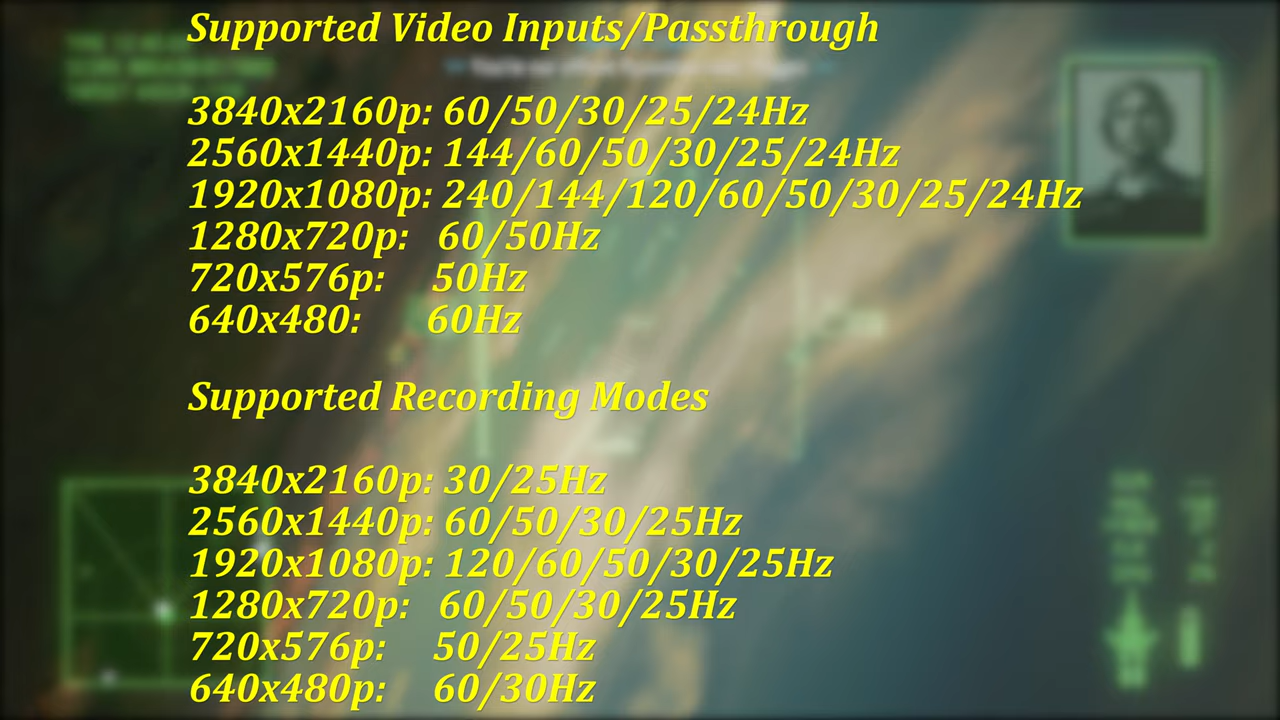 Supported Video Inputs/Passthrough
3840x2160p: 60/50/30/25/24Hz
2560x1440p: 144/60/50/30/25/24Hz
1920x1080p: 240/144/120/60/50/30/25/24Hz
1280x720p: 60/50Hz
720x576p: 50Hz
640x480: 60Hz
Supported Recording Modes
3840x2160p: 30/25Hz
2560x1440p: 60/50/30/25Hz
1920x1080p: 120/60/50/30/25Hz
1280x720p: 60/50/30/25Hz
720x576p: 50/25Hz
640x480p: 60/30Hz